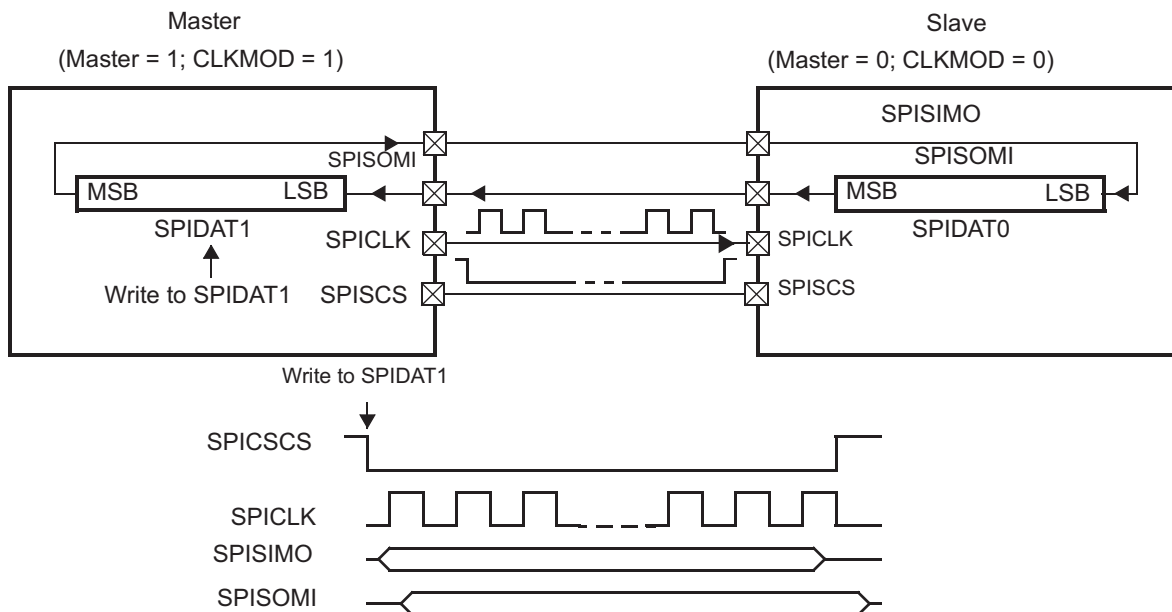 Master
(Master = 1; CLKMOD = 1)
Slave
(Master = 0; CLKMOD = 0)
SPISIMO
SPISOMI
SPISOMI
MSB LSB
MSB LSB
SPIDAT1
SPICLK
SPICLK
SPIDAT0
Write to SPIDAT1
SPISCS
SPISCS
Write to SPIDAT1
SPICSCS
SPICLK
SPISIMO
SPISOMI